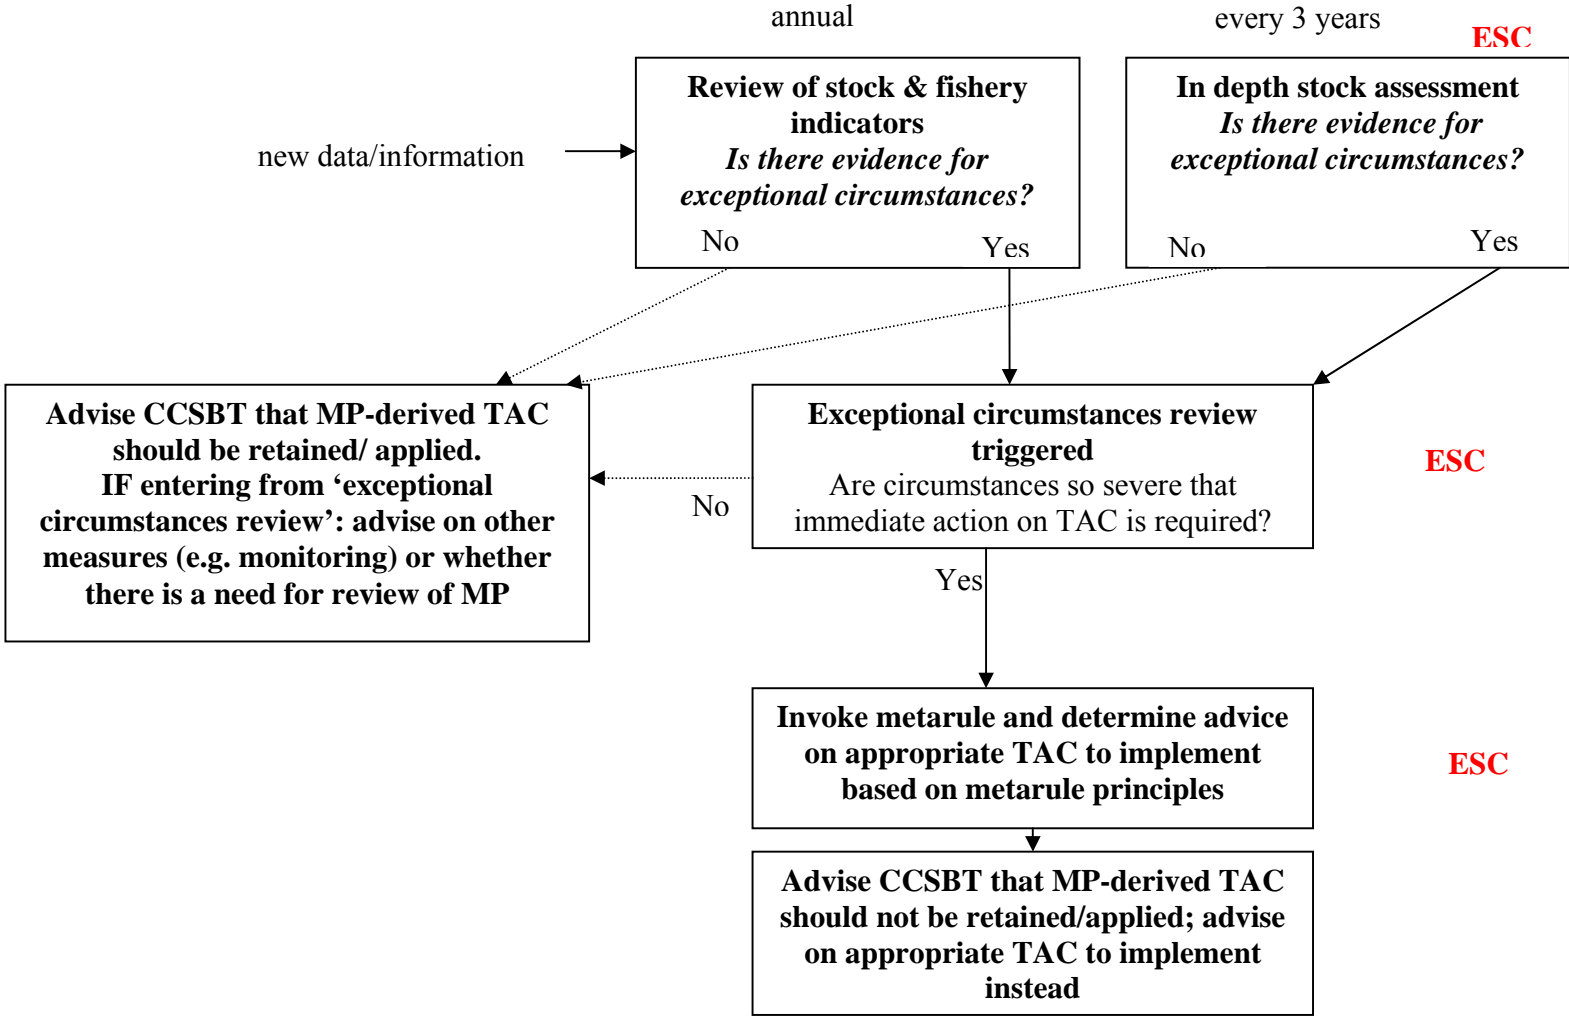 annual
every 3 years
ESC
Review of stock & fishery
indicators
Is there evidence for
exceptional circumstances?
No
Yes
In depth stock assessment
Is there evidence for
exceptional circumstances?
No
Yes
new data/information
Advise CCSBT that MP-derived TAC
should be retained/ applied.
IF entering from ‘exceptional
circumstances review’: advise on other
measures (e.g. monitoring) or whether
there is a need for review of MP
No
Exceptional circumstances review
triggered
Are circumstances so severe that
immediate action on TAC is required?
ESC
Yes
Invoke metarule and determine advice
on appropriate TAC to implement
based on metarule principles
ESC
Advise CCSBT that MP-derived TAC
should not be retained/applied; advise
on appropriate TAC to implement
instead